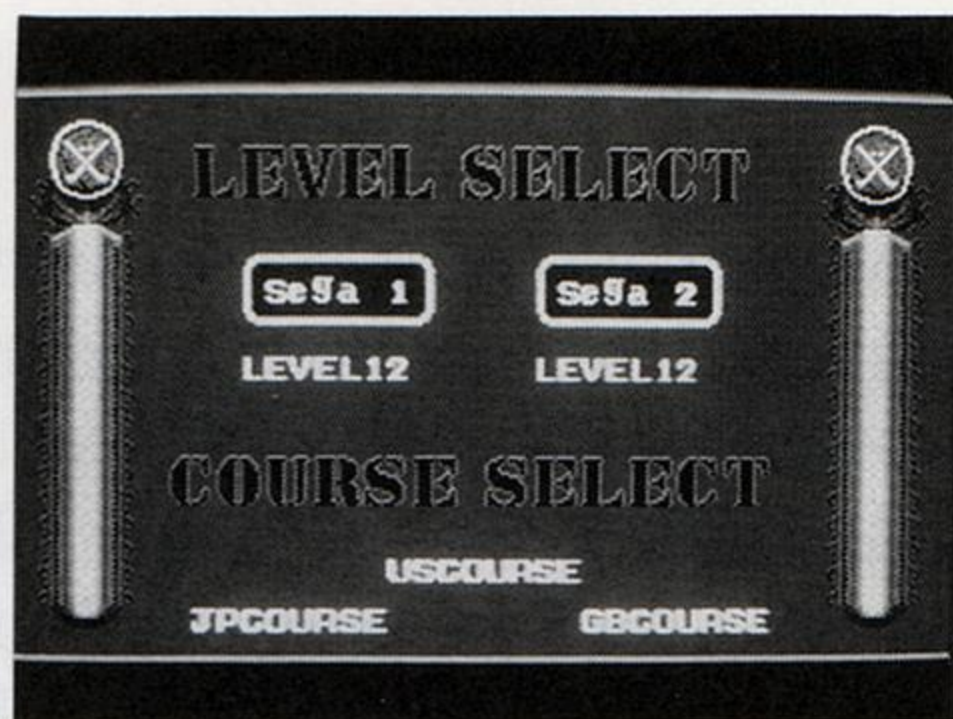 LEVEL SELECT
Sega 1 Sega 2
LEVEL12 LEVEL12
COURSE SELECT
USCOURSE
JPCOURSE GBCOURSE